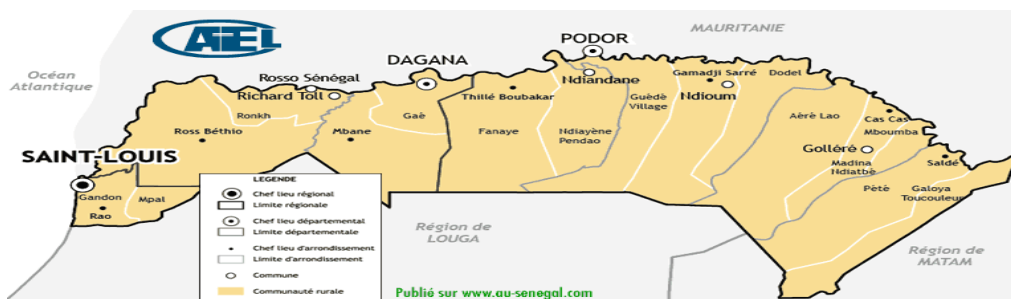 AIEL
MAURITANIE
Océan
Atlantique
PODOR
DAGANA
Rosso Sénégal
Richard Toll
Ronkh
Ross Béthio
Mbane
Gaè
Thillé Boubakar
Fanaye
Ndiandane
Ndiayène
Pendao
Guèdè
Village
Gamadji Sarré
Ndioum
Dodel
Aèrè Lao
Cas Cas
Mboumba
Golléré
Madina
Ndiatbè
Saldé
Pètè
Galoya
Toucouleur
SAINT-LOUIS
Gandon
Rao
Mpal
LEGENDE
Chef lieu régional
Limite régionale
Chef lieu départemental
Limite départementale
Chef lieu d'arrondissement
Limite d'arrondissement
Commune
Communauté rurale
Région de
LOUGA
Région de
MATAM
Publié sur www.au-senegal.com